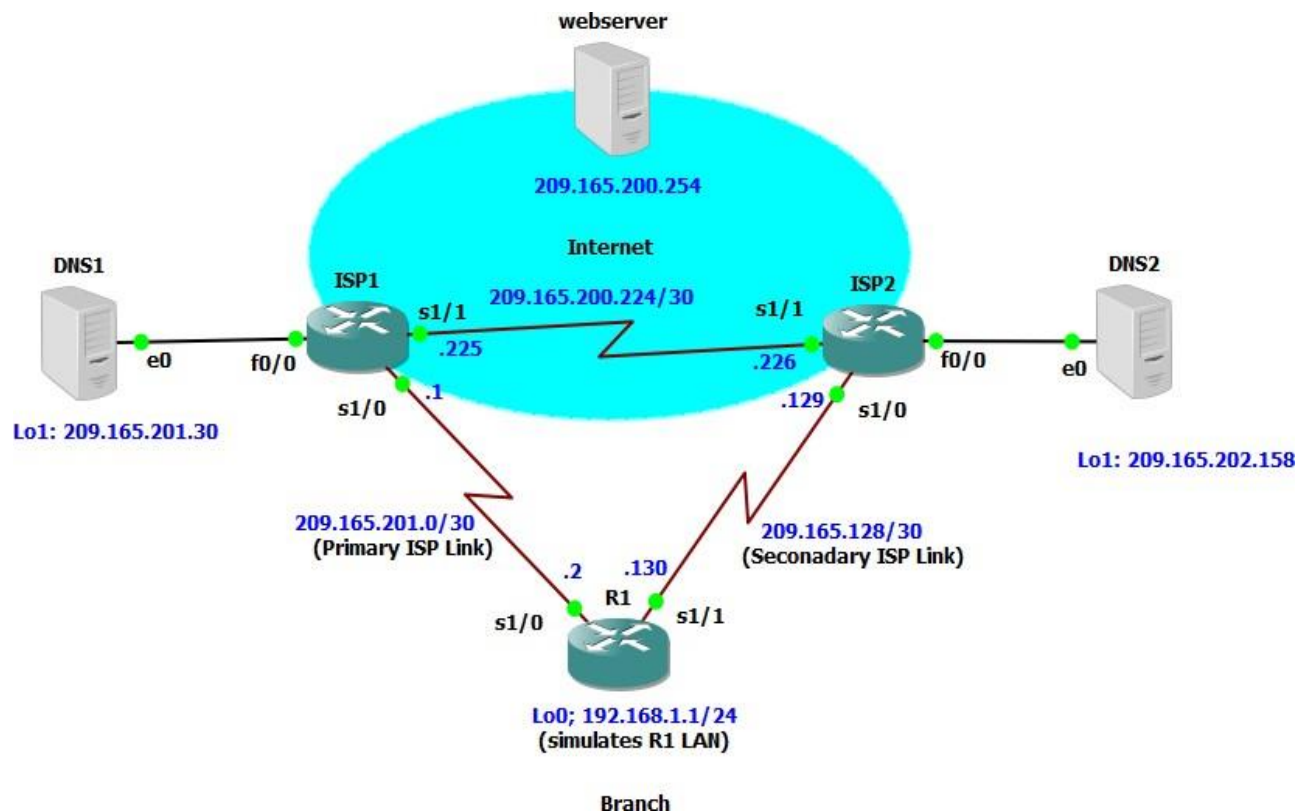 webserver
209.165.200.254
Internet
DNS1
ISP1
209.165.200.224/30
ISP2
DNS2
s1/1
s1/1
e0
f0/0
.225
.226
f0/0
e0
s1/0
.1
.129
s1/0
Lo1: 209.165.201.30
Lo1: 209.165.202.158
209.165.201.0/30
(Primary ISP Link)
209.165.128/30
(Seconadary ISP Link)
.2
.130
R1
s1/0
s1/1
Lo0; 192.168.1.1/24
(simulates R1 LAN)
Branch